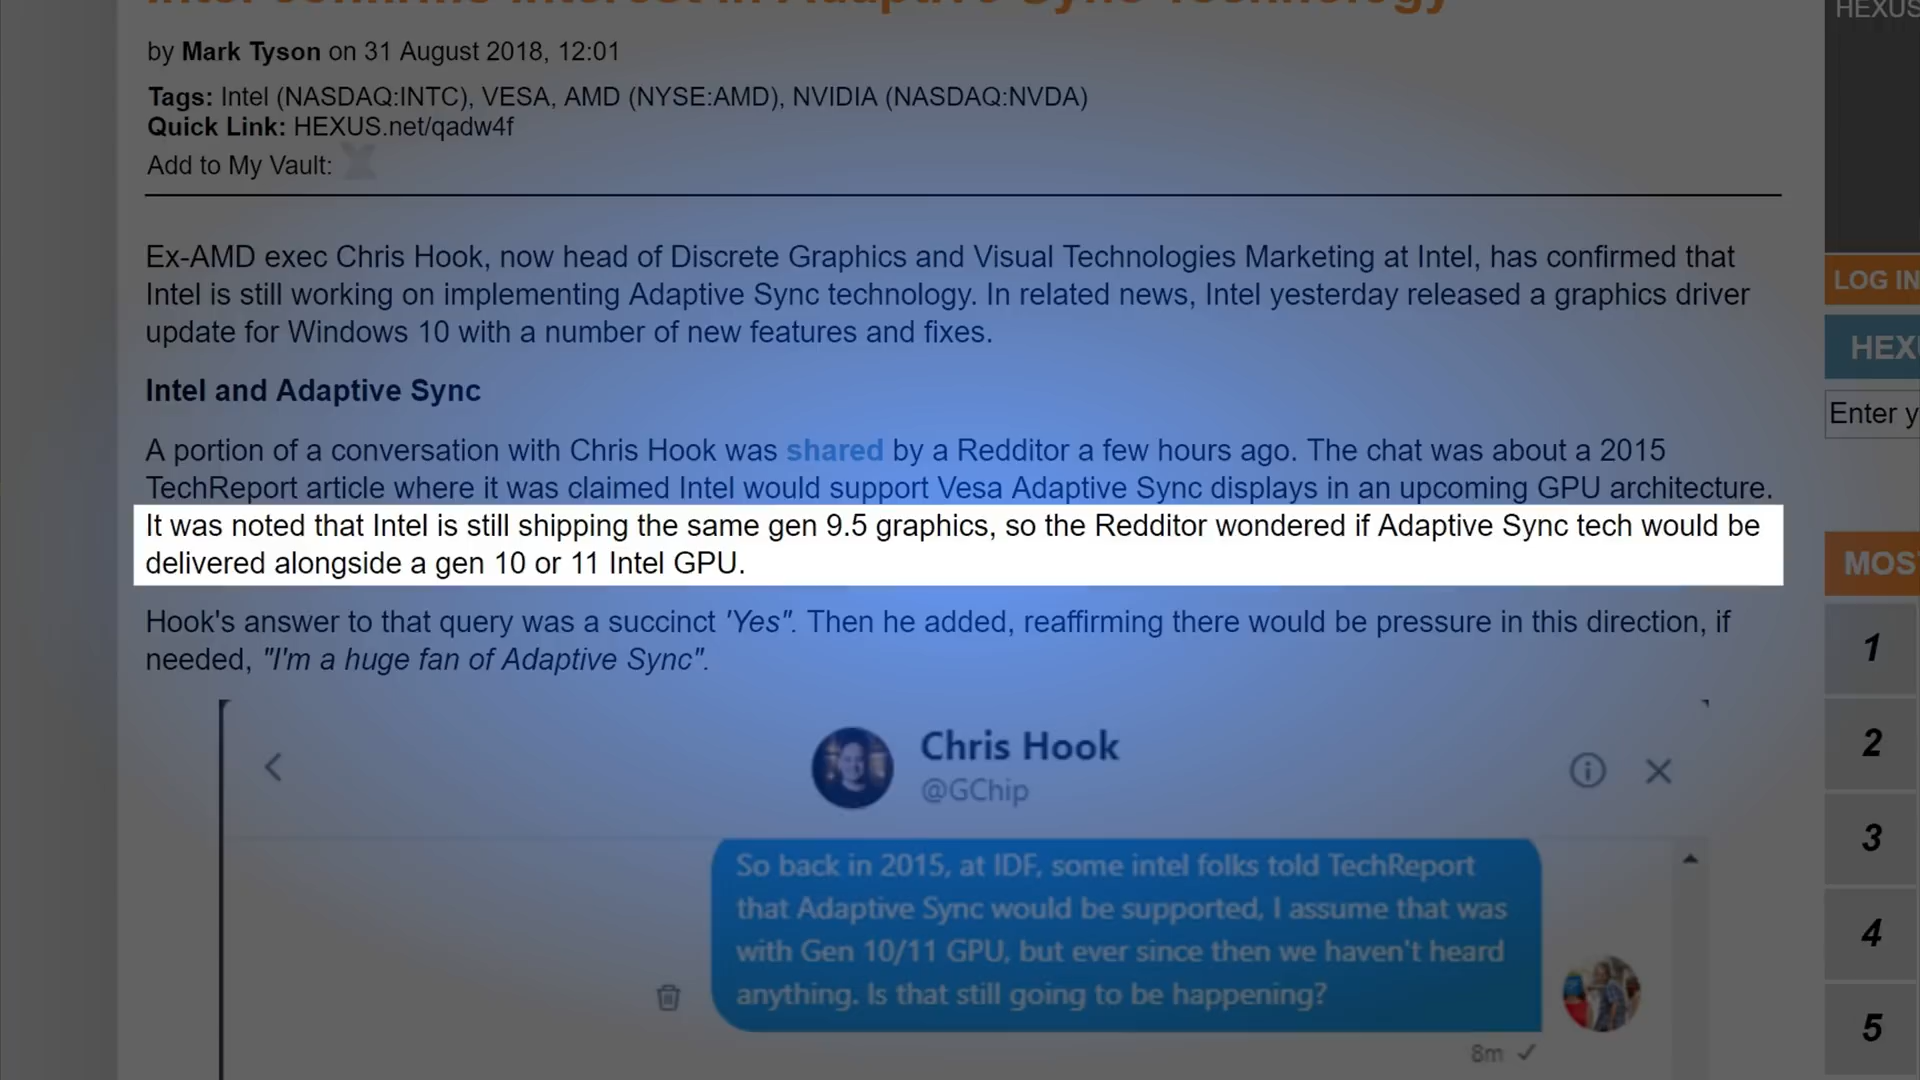 Intel confirms interest in Adaptive Sync Technology
by Mark Tyson on 31 August 2018, 12:01
Tags: Intel (NASDAQ:INTC), VESA, AMD (NYSE:AMD), NVIDIA (NASDAQ:NVDA)
Quick Link: HEXUS.net/qadw4f
Add to My Vault:
Ex-AMD exec Chris Hook, now head of Discrete Graphics and Visual Technologies Marketing at Intel, has confirmed that
Intel is still working on implementing Adaptive Sync technology. In related news, Intel yesterday released a graphics driver
update for Windows 10 with a number of new features and fixes.
Intel and Adaptive Sync
A portion of a conversation with Chris Hook was shared by a Redditor a few hours ago. The chat was about a 2015
TechReport article where it was claimed Intel would support Vesa Adaptive Sync displays in an upcoming GPU architecture.
It was noted that Intel is still shipping the same gen 9.5 graphics, so the Redditor wondered if Adaptive Sync tech would be
delivered alongside a gen 10 or 11 Intel GPU.
Hook's answer to that query was a succinct 'Yes". Then he added, reaffirming there would be pressure in this direction, if
needed, "I'm a huge fan of Adaptive Sync".
Chris Hook
@GChip
So back in 2015, at IDF, some intel folks told TechReport
that Adaptive Sync would be supported, I assume that was
with Gen 10/11 GPU, but ever since then we haven't heard
anything. Is that still going to be happening?
8m
HEXUS
LOG IN
HEX
Enter y
MOS
1
2
3
4
5